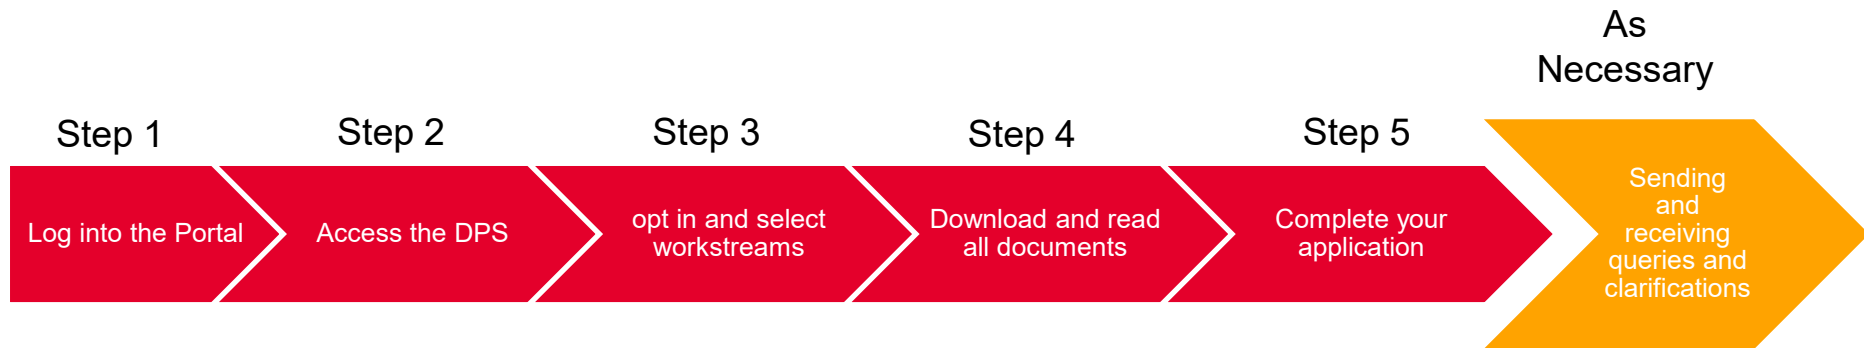 As
Necessary
Step 1
Step 2
Step 3
Step 4
Step 5
Log into the Portal
Access the DPS
opt in and select
workstreams
Download and read
all documents
Complete your
application
Sending
and
receiving
queries and
clarifications